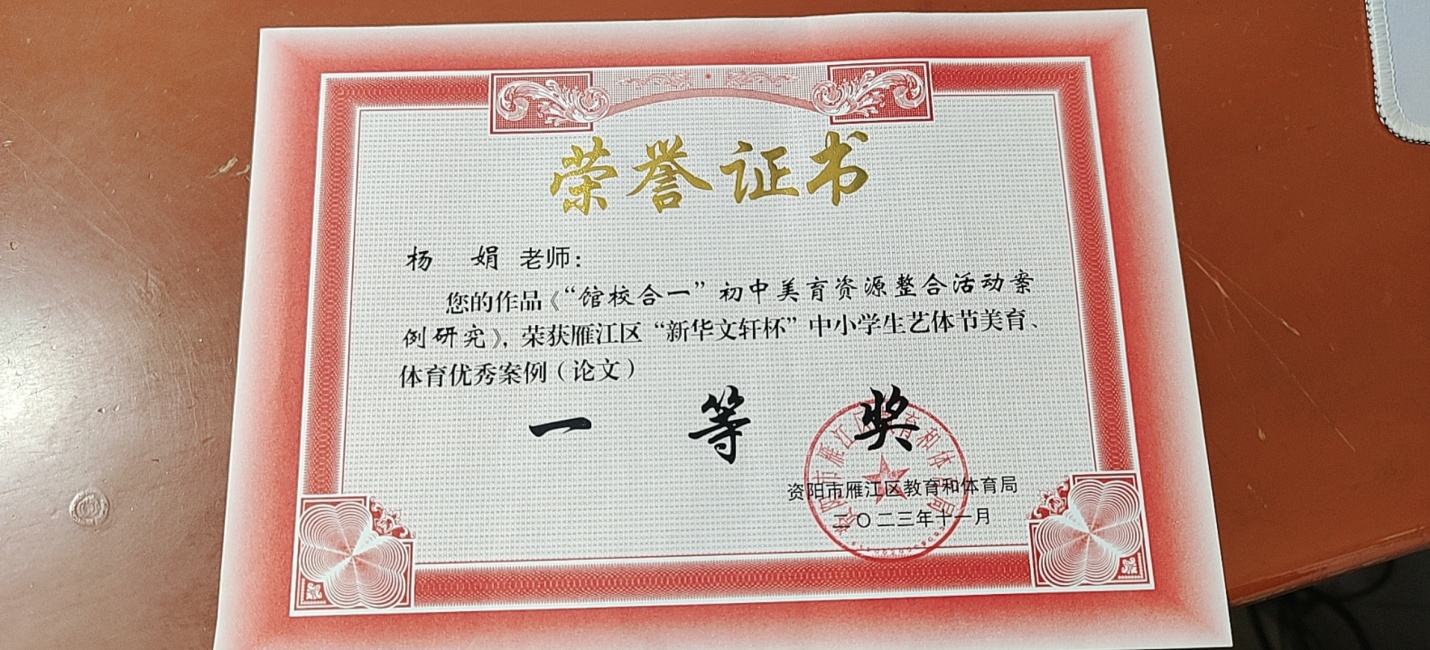 荣誉证书
杨 娟 老师：
您的作品《“馆校合一”初中美育资源整合活动案
例研究》，荣获雁江区“新华文轩杯”中小学生艺体节美育、
体育优秀案例（论文）
一 等 奖
资阳市雁江区教育和体育局
二〇二三年十一月